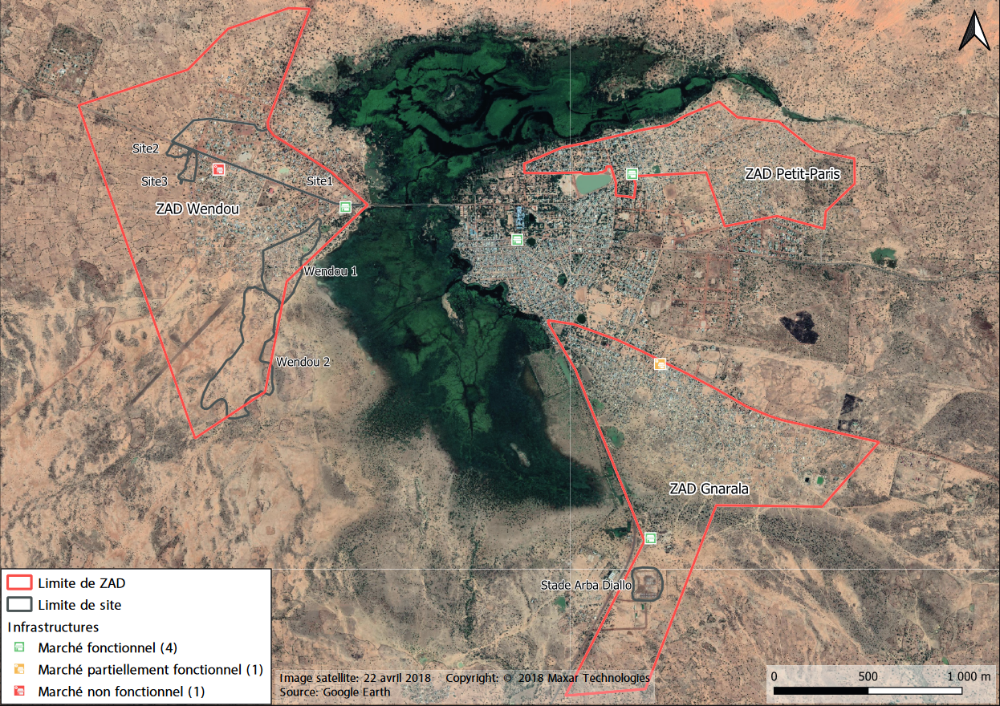 Site2
Site3
Site1
ZAD Wendou
ZAD Petit-Paris
Wendou 1
Wendou 2
ZAD Gnarala
Stade Arba Diallo
Limite de ZAD
Limite de site
Infrastructures
Marché fonctionnel (4)
Marché partiellement fonctionnel (1)
Marché non fonctionnel (1)
Image satellite: 22 avril 2018 Copyright: © 2018 Maxar Technologies
Source: Google Earth
0 500 1 000 m